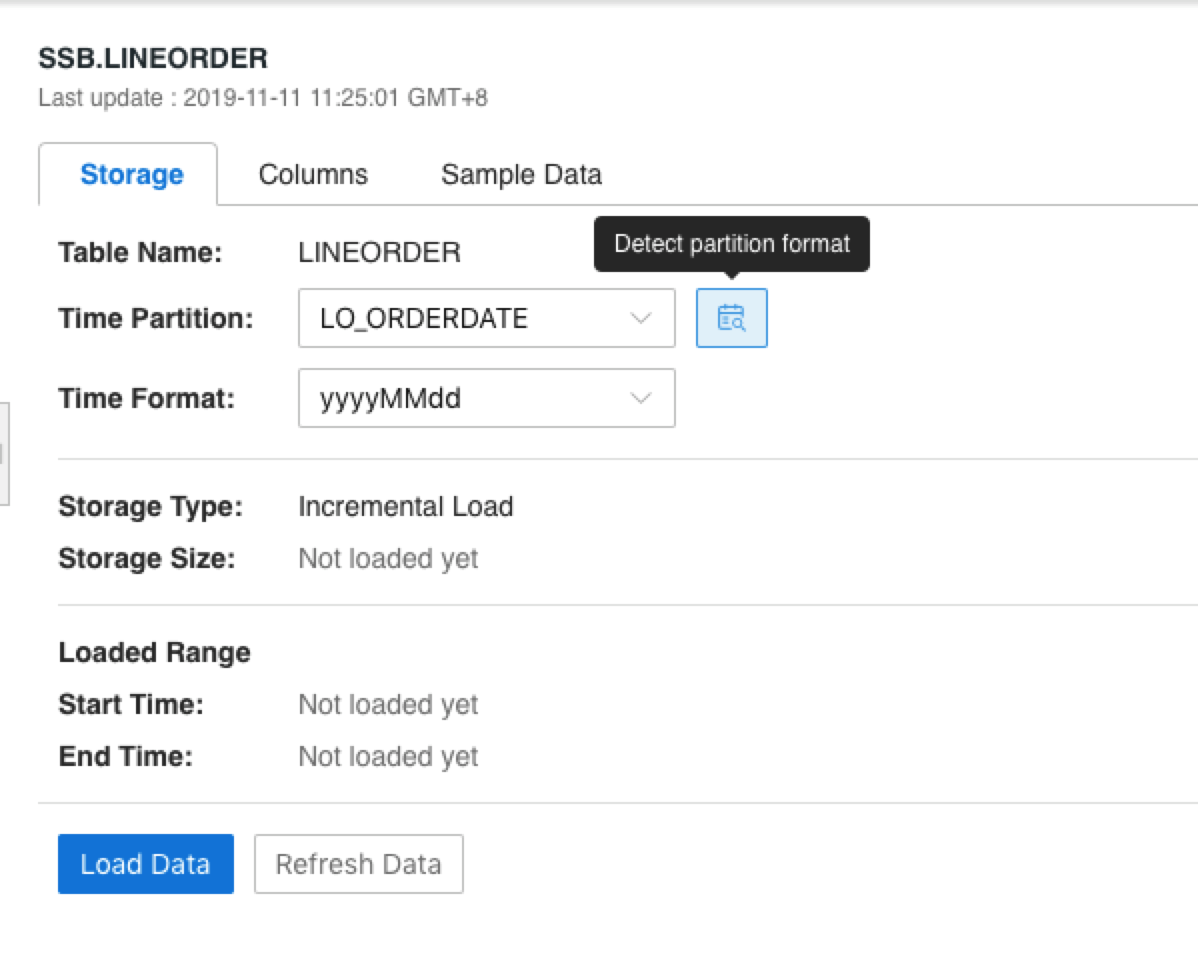 SSB.LINEORDER
Last update : 2019-11-11 11:25:01 GMT+8
Storage Columns Sample Data
Detect partition format
Table Name: LINEORDER
Time Partition: LO_ORDERDATE
Time Format: yyyyMMdd
Storage Type: Incremental Load
Storage Size: Not loaded yet
Loaded Range
Start Time: Not loaded yet
End Time: Not loaded yet
Load Data Refresh Data